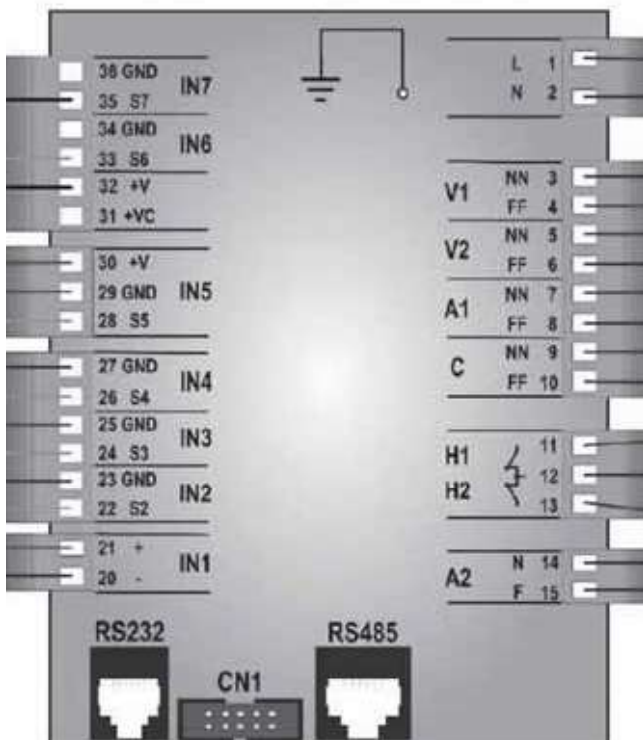 36 GND
35 S7
IN7
34 GND
33 S6
IN6
32 +V
31 +VC
30 +V
29 GND
28 S5
IN5
27 GND
26 S4
IN4
25 GND
24 S3
IN3
23 GND
22 S2
IN2
21 +
20 -
IN1
L 1
N 2
V1
NN 3
FF 4
V2
NN 5
FF 6
A1
NN 7
FF 8
C
NN 9
FF 10
H1
H2
11
12
13
A2
N 14
F 15
RS232
CN1
RS485